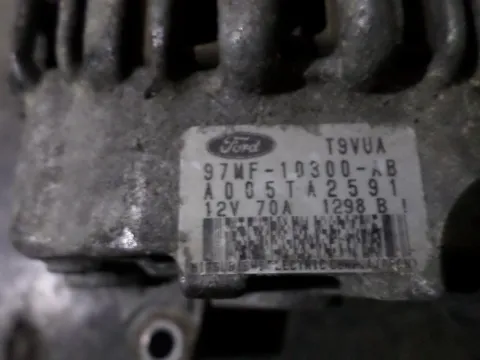 Ford T9VUA
97MF-10300-AB
A005TA2591
12V 70A 1298 B